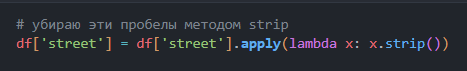 # убираю эти пробелы методом strip
df['street'] = df['street'].apply(lambda x: x.strip())